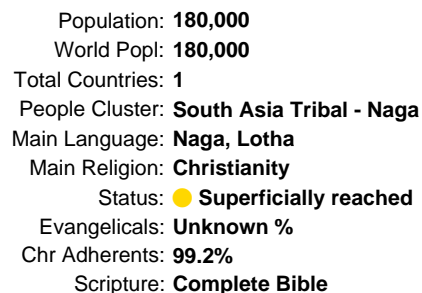 Population: 180,000
World Popl: 180,000
Total Countries: 1
People Cluster: South Asia Tribal - Naga
Main Language: Naga, Lotha
Main Religion: Christianity
Status: Superficially reached
Evangelicals: Unknown %
Chr Adherents: 99.2%
Scripture: Complete Bible